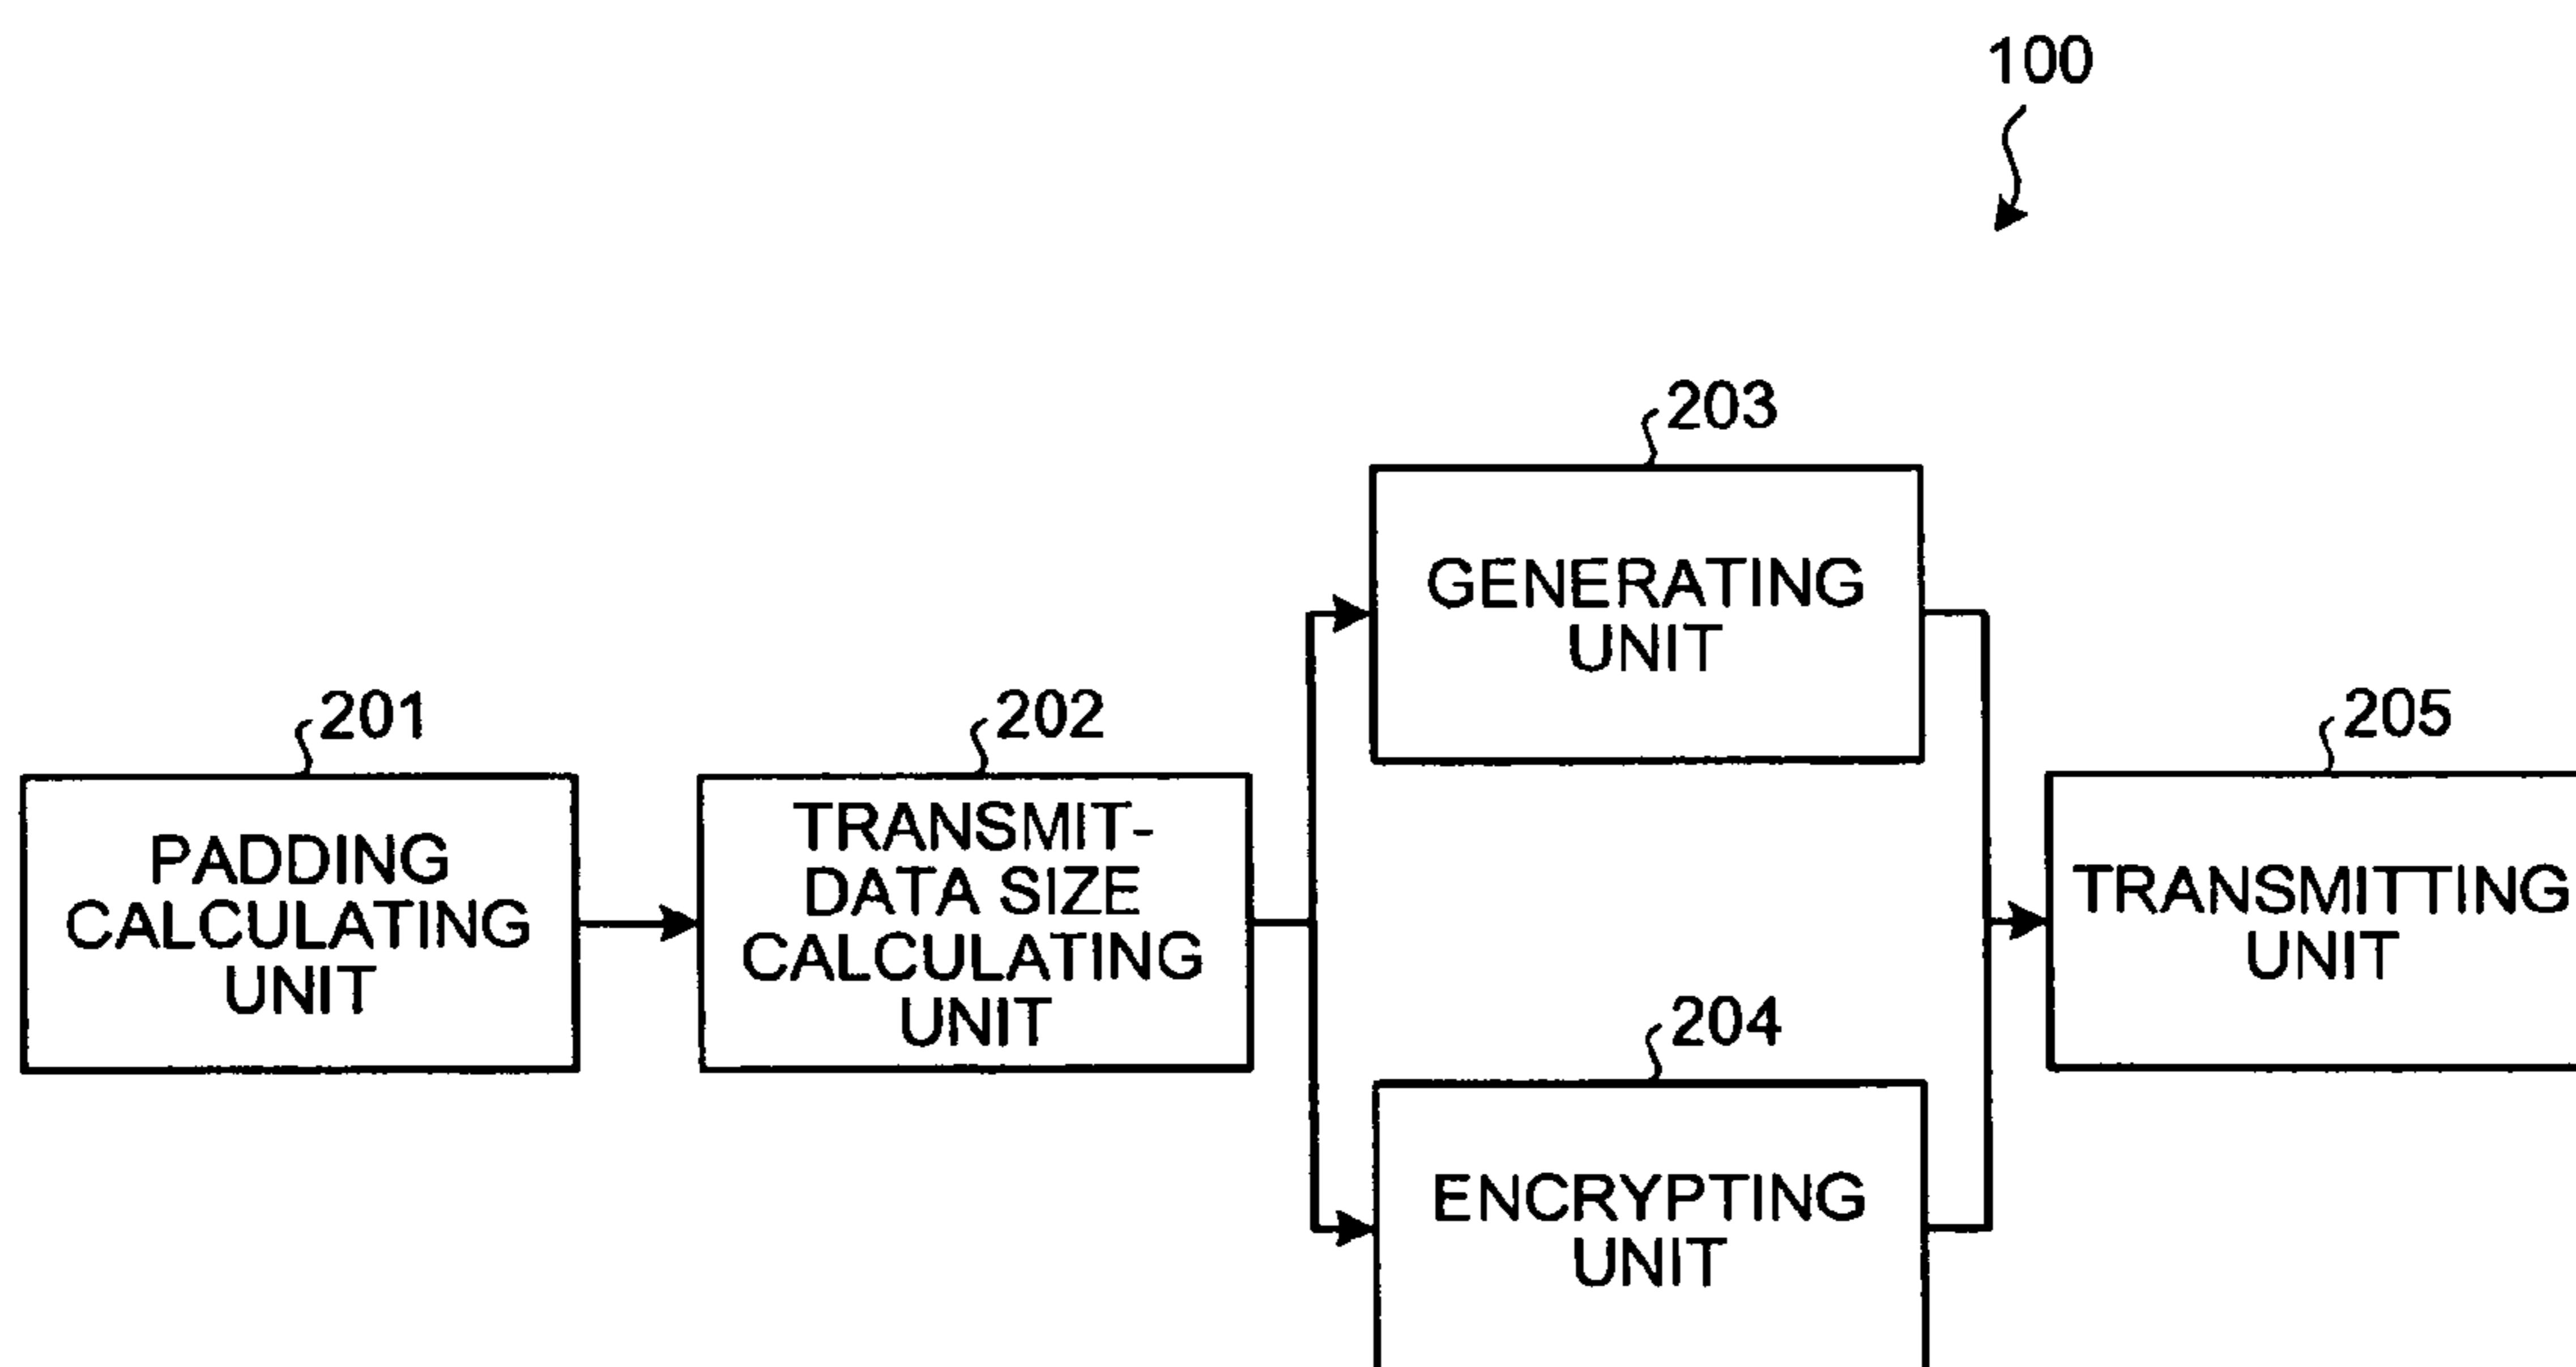 100
203
GENERATING
UNIT
201
PADDING
CALCULATING
UNIT
202
TRANSMIT-
DATA SIZE
CALCULATING
UNIT
205
TRANSMITTING
UNIT
204
ENCRYPTING
UNIT